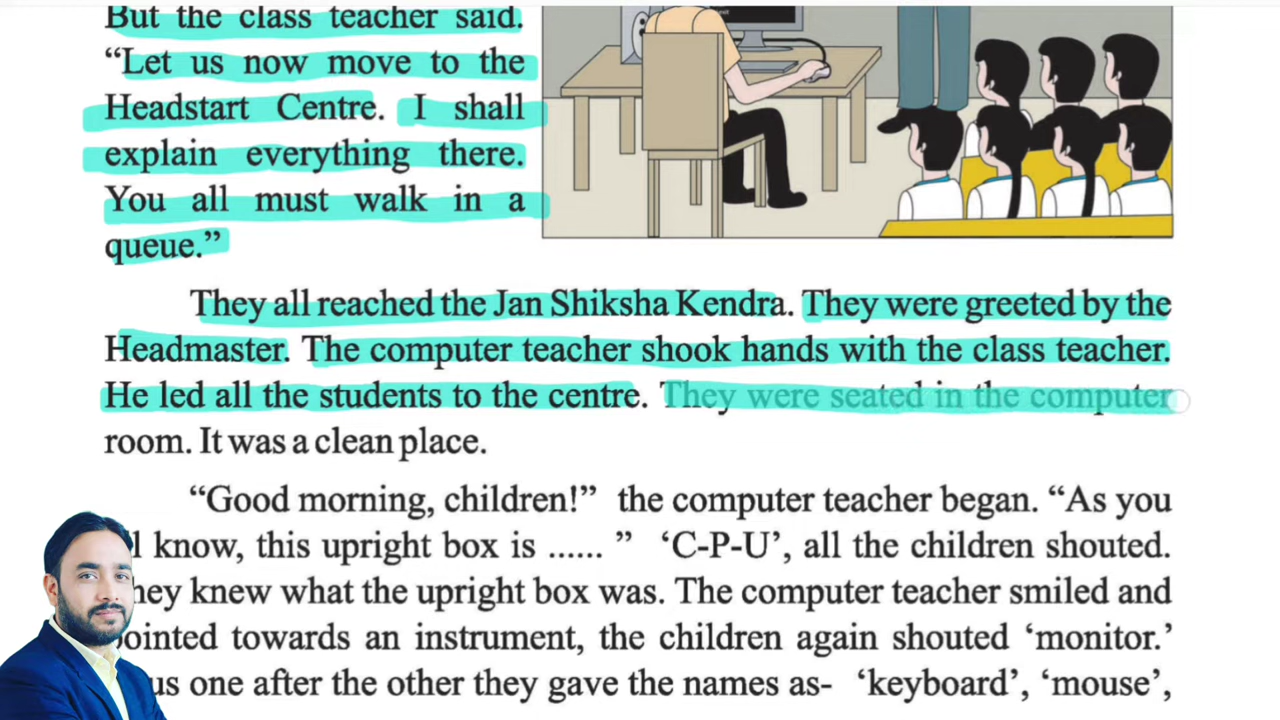 But the class teacher said.
“Let us now move to the
Headstart Centre. I shall
explain everything there.
You all must walk in a
queue.”
They all reached the Jan Shiksha Kendra. They were greeted by the
Headmaster. The computer teacher shook hands with the class teacher.
He led all the students to the centre. They were seated in the computer
room. It was a clean place.
“Good morning, children!” the computer teacher began. “As you
know, this upright box is ...... ” ‘C-P-U’, all the children shouted.
knew what the upright box was. The computer teacher smiled and
towards an instrument, the children again shouted ‘monitor.’
one after the other they gave the names as- ‘keyboard’, ‘mouse’,